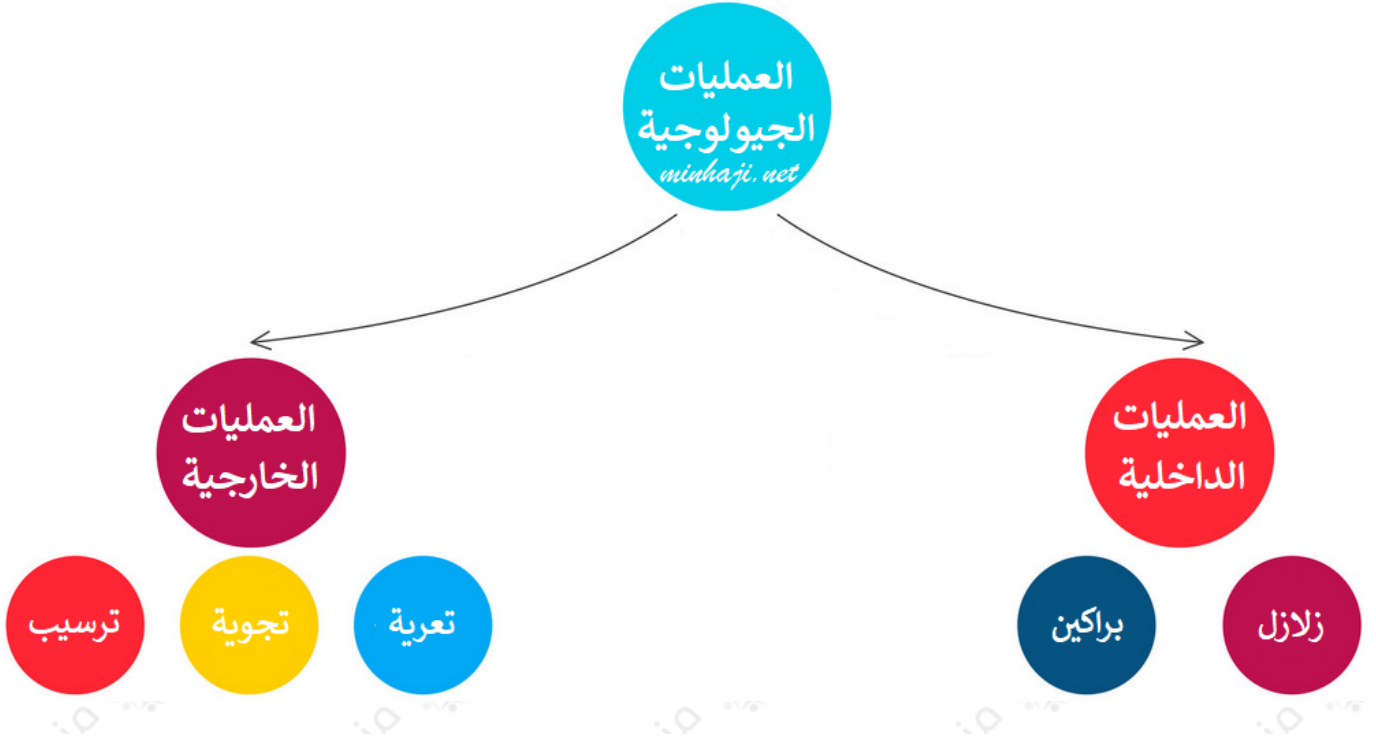 العمليات
الجيولوجية
minhaji.net
العمليات
الداخلية
العمليات
الخارجية
زلازل
براكين
تعرية
تجوية
ترسيب